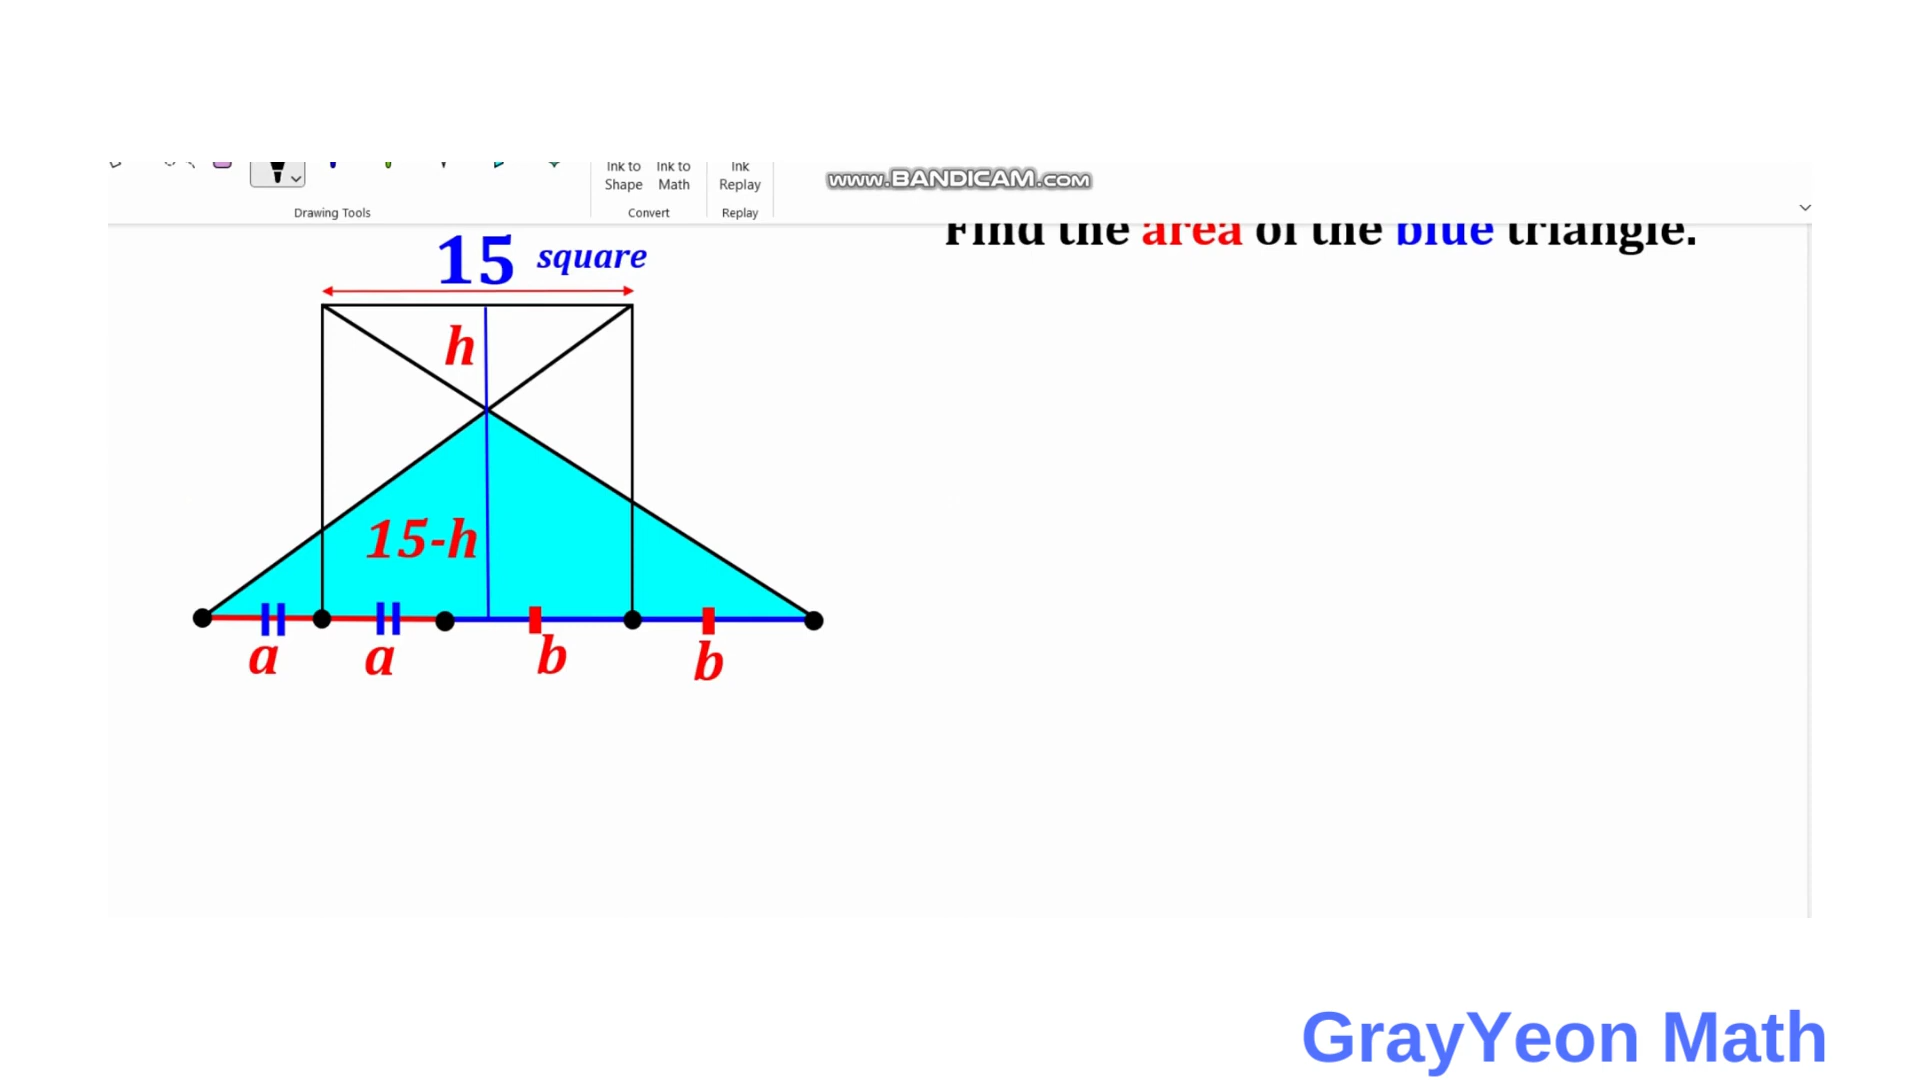 Ink to Shape
Ink to Math
Ink Replay
Drawing Tools
Convert
Replay
www.BANDICAM.com
Find the area of the blue triangle.
15 square
h
15-h
a a b b
GrayYeon Math